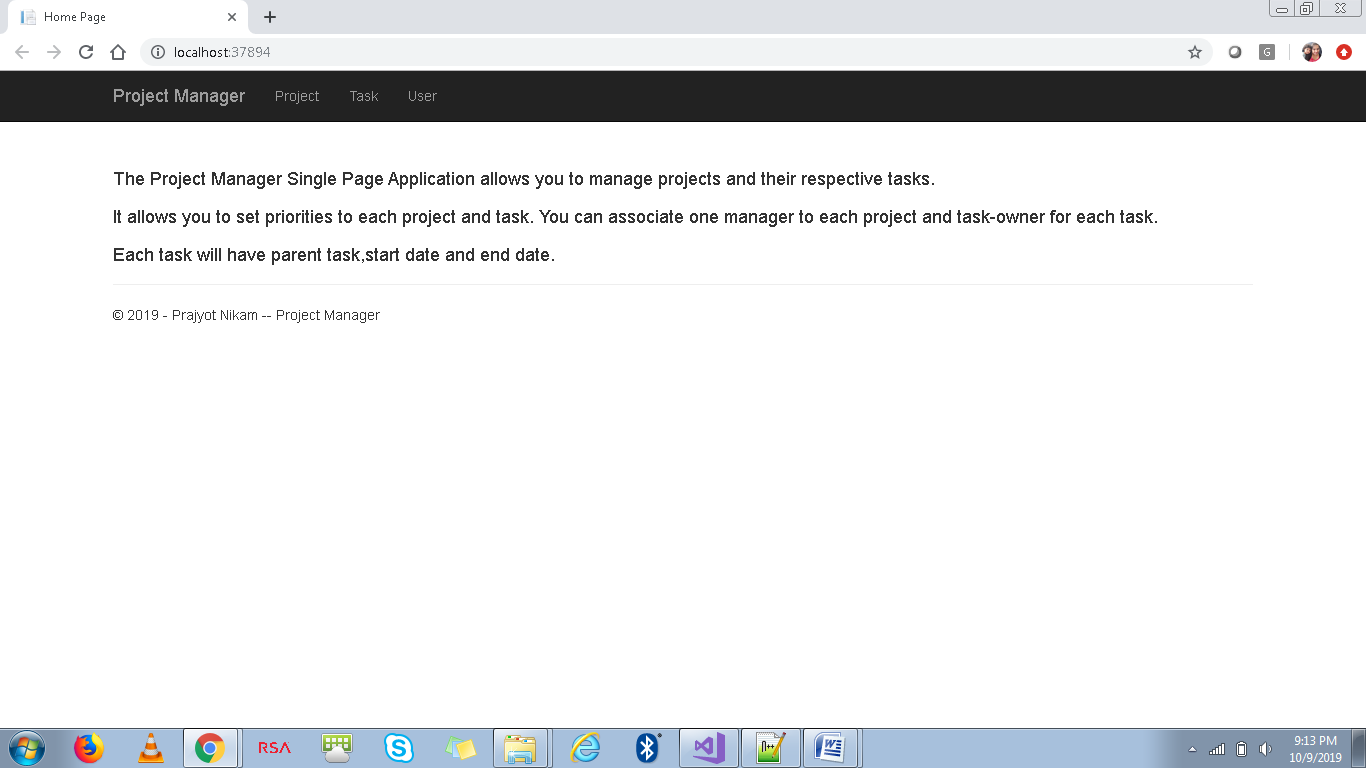 Home Page
localhost:37894
G
Project Manager Project Task User
The Project Manager Single Page Application allows you to manage projects and their respective tasks.
It allows you to set priorities to each project and task. You can associate one manager to each project and task-owner for each task.
Each task will have parent task,start date and end date.
© 2019 - Prajyot Nikam -- Project Manager
RSA
9:13 PM
10/9/2019